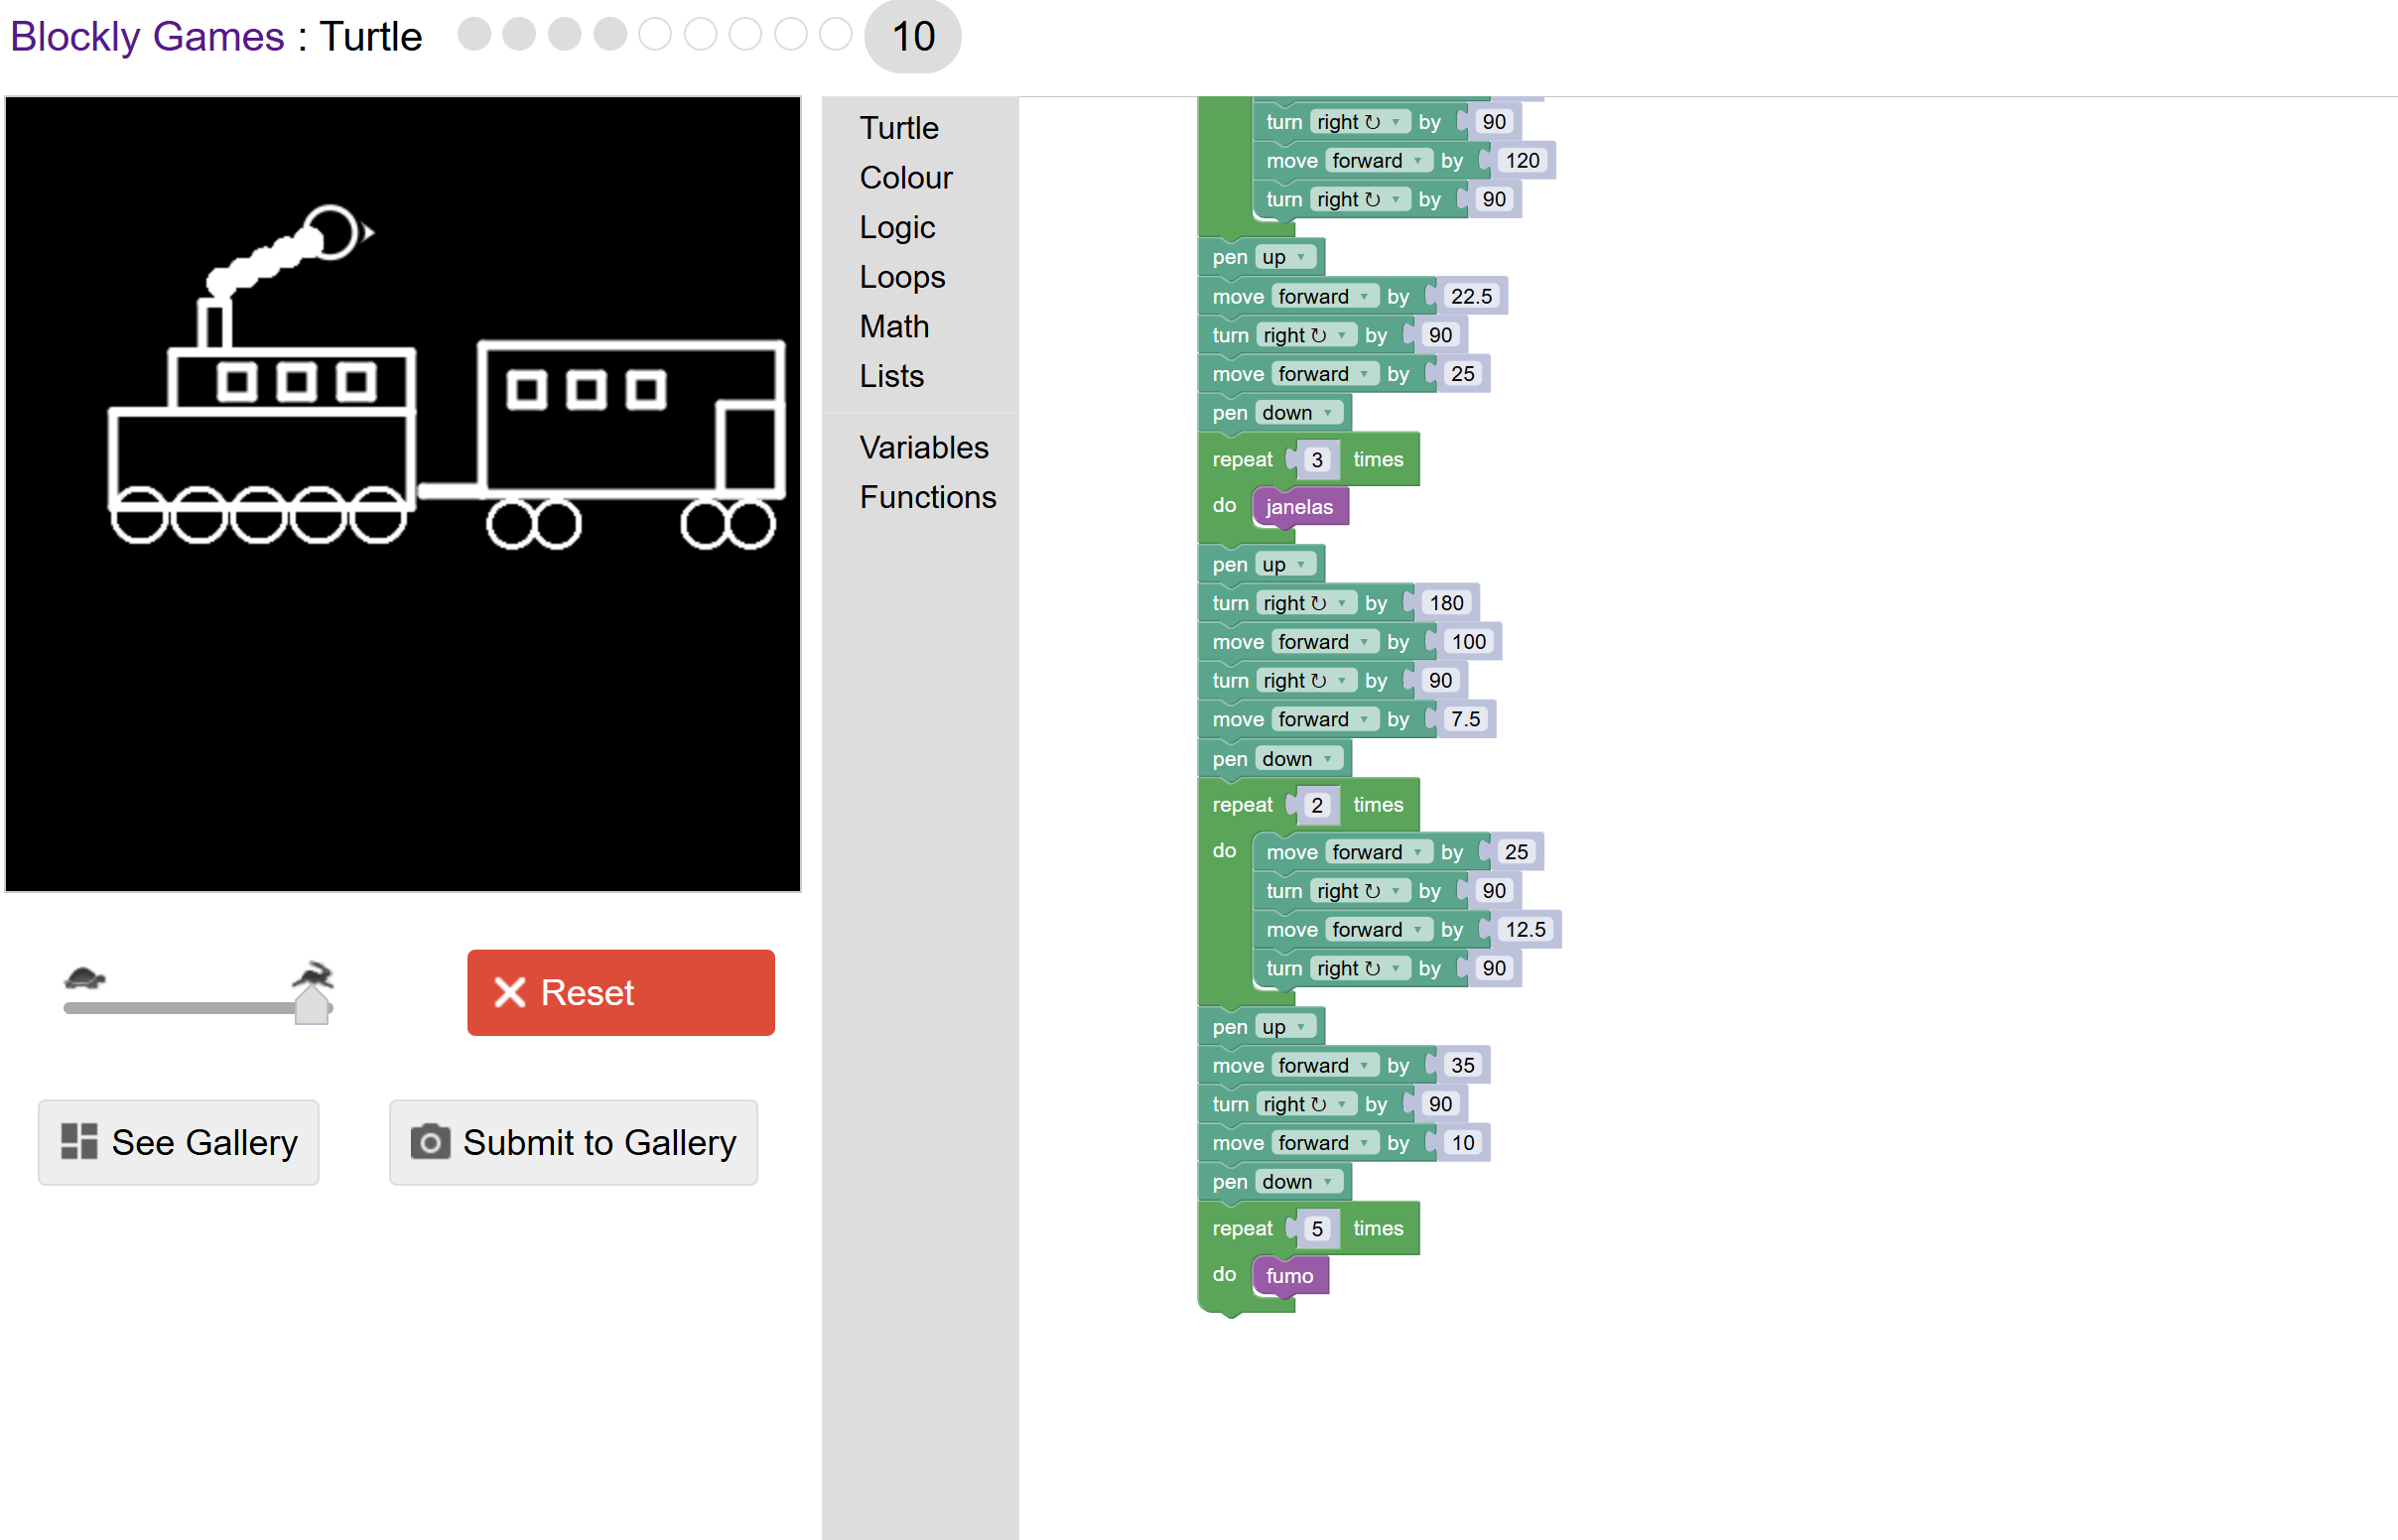 Blockly Games : Turtle 10
Turtle
Colour
Logic
Loops
Math
Lists
Variables
Functions
turn right ↻ by 90
move forward by 120
turn right ↻ by 90
pen up
move forward by 22.5
turn right ↻ by 90
move forward by 25
pen down
repeat 3 times
do janelas
pen up
turn right ↻ by 180
move forward by 100
turn right ↻ by 90
move forward by 7.5
pen down
repeat 2 times
do move forward by 25
turn right ↻ by 90
move forward by 12.5
turn right ↻ by 90
pen up
move forward by 35
turn right ↻ by 90
move forward by 10
pen down
repeat 5 times
do fumo
Reset
See Gallery
Submit to Gallery